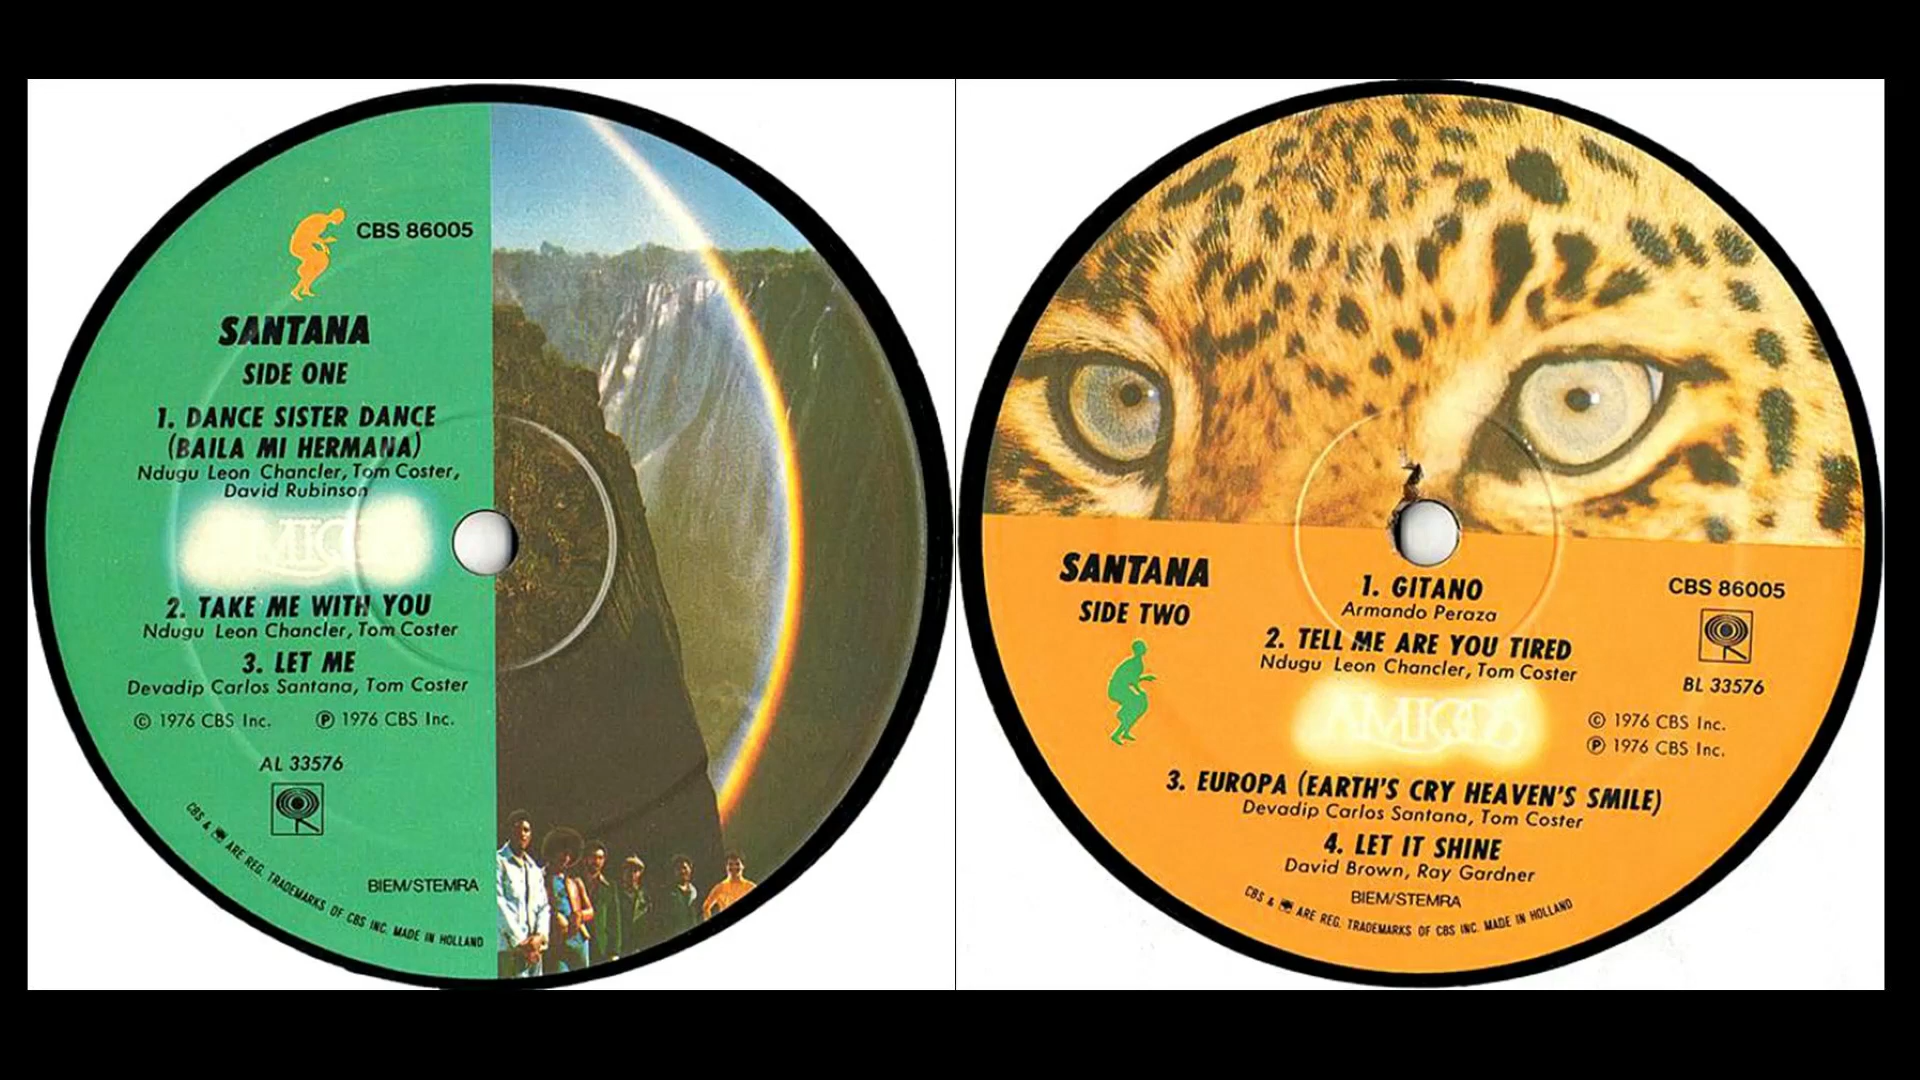 CBS 86005
SANTANA
SIDE ONE
1. DANCE SISTER DANCE
(BAILA MI HERMANA)
Ndugu Leon Chancler, Tom Coster,
David Rubinson
2. TAKE ME WITH YOU
Ndugu Leon Chancler, Tom Coster
3. LET ME
Devadip Carlos Santana, Tom Coster
© 1976 CBS Inc. ℗ 1976 CBS Inc.
AL 33576
BIEM/STEMRA
CBS & ARE REG. TRADEMARKS OF CBS INC. MADE IN HOLLAND
SANTANA
SIDE TWO
1. GITANO
Armando Peraza
2. TELL ME ARE YOU TIRED
Ndugu Leon Chancler, Tom Coster
CBS 86005
BL 33576
AMIGOS
© 1976 CBS Inc.
℗ 1976 CBS Inc.
3. EUROPA (EARTH'S CRY HEAVEN'S SMILE)
Devadip Carlos Santana, Tom Coster
4. LET IT SHINE
David Brown, Ray Gardner
BIEM/STEMRA
CBS & ARE REG. TRADEMARKS OF CBS INC. MADE IN HOLLAND